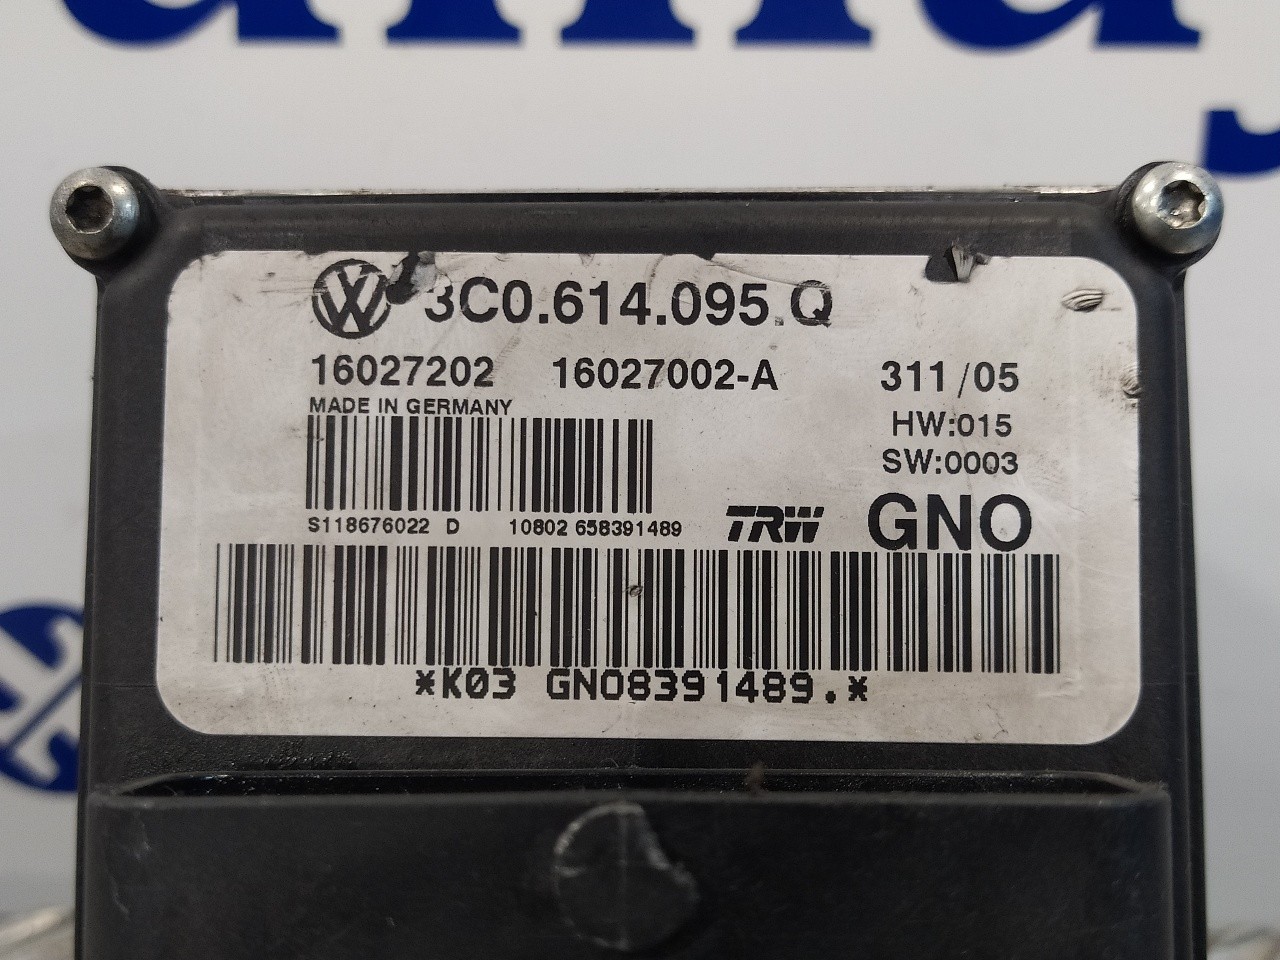 3C0.614.095.Q
16027202 16027002-A 311/05
MADE IN GERMANY
HW:015
SW:0003
S118676022 D 10802 658391489
TRW GNO
*K03 GNO8391489.*